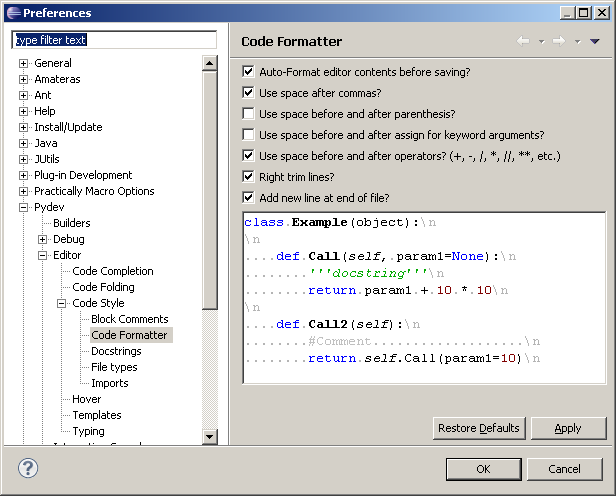 Preferences
type filter text
General
Amateras
Ant
Help
Install/Update
Java
JUtils
Plug-in Development
Practically Macro Options
Pydev
Builders
Debug
Editor
Code Completion
Code Folding
Code Style
Block Comments
Code Formatter
Docstrings
File types
Imports
Hover
Templates
Typing
Code Formatter
Auto-Format editor contents before saving?
Use space after commas?
Use space before and after parenthesis?
Use space before and after assign for keyword arguments?
Use space before and after operators? (+, -, /, *, //, **, etc.)
Right trim lines?
Add new line at end of file?
class.Example(object):\n
\n
....def.Call(self,.param1=None):\n
........'''docstring'''\n
........return.param1.+.10.*.10\n
\n
....def.Call2(self):\n
........#Comment....................\n
........return.self.Call(param1=10)\n
Restore Defaults
Apply
?
OK
Cancel